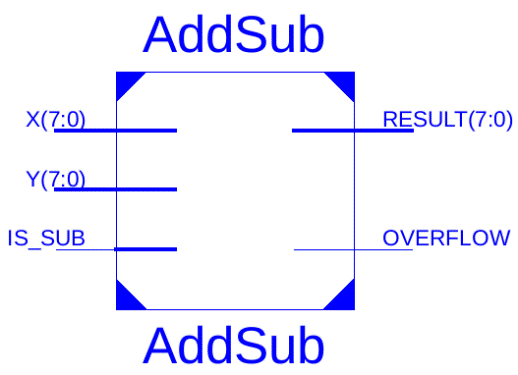 AddSub
X(7:0)
RESULT(7:0)
Y(7:0)
IS_SUB
OVERFLOW
AddSub